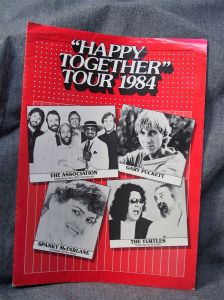 "HAPPY
TOGETHER"
TOUR 1984
THE ASSOCIATION
GARY PUCKETT
SPANKY McFARLANE
THE TURTLES